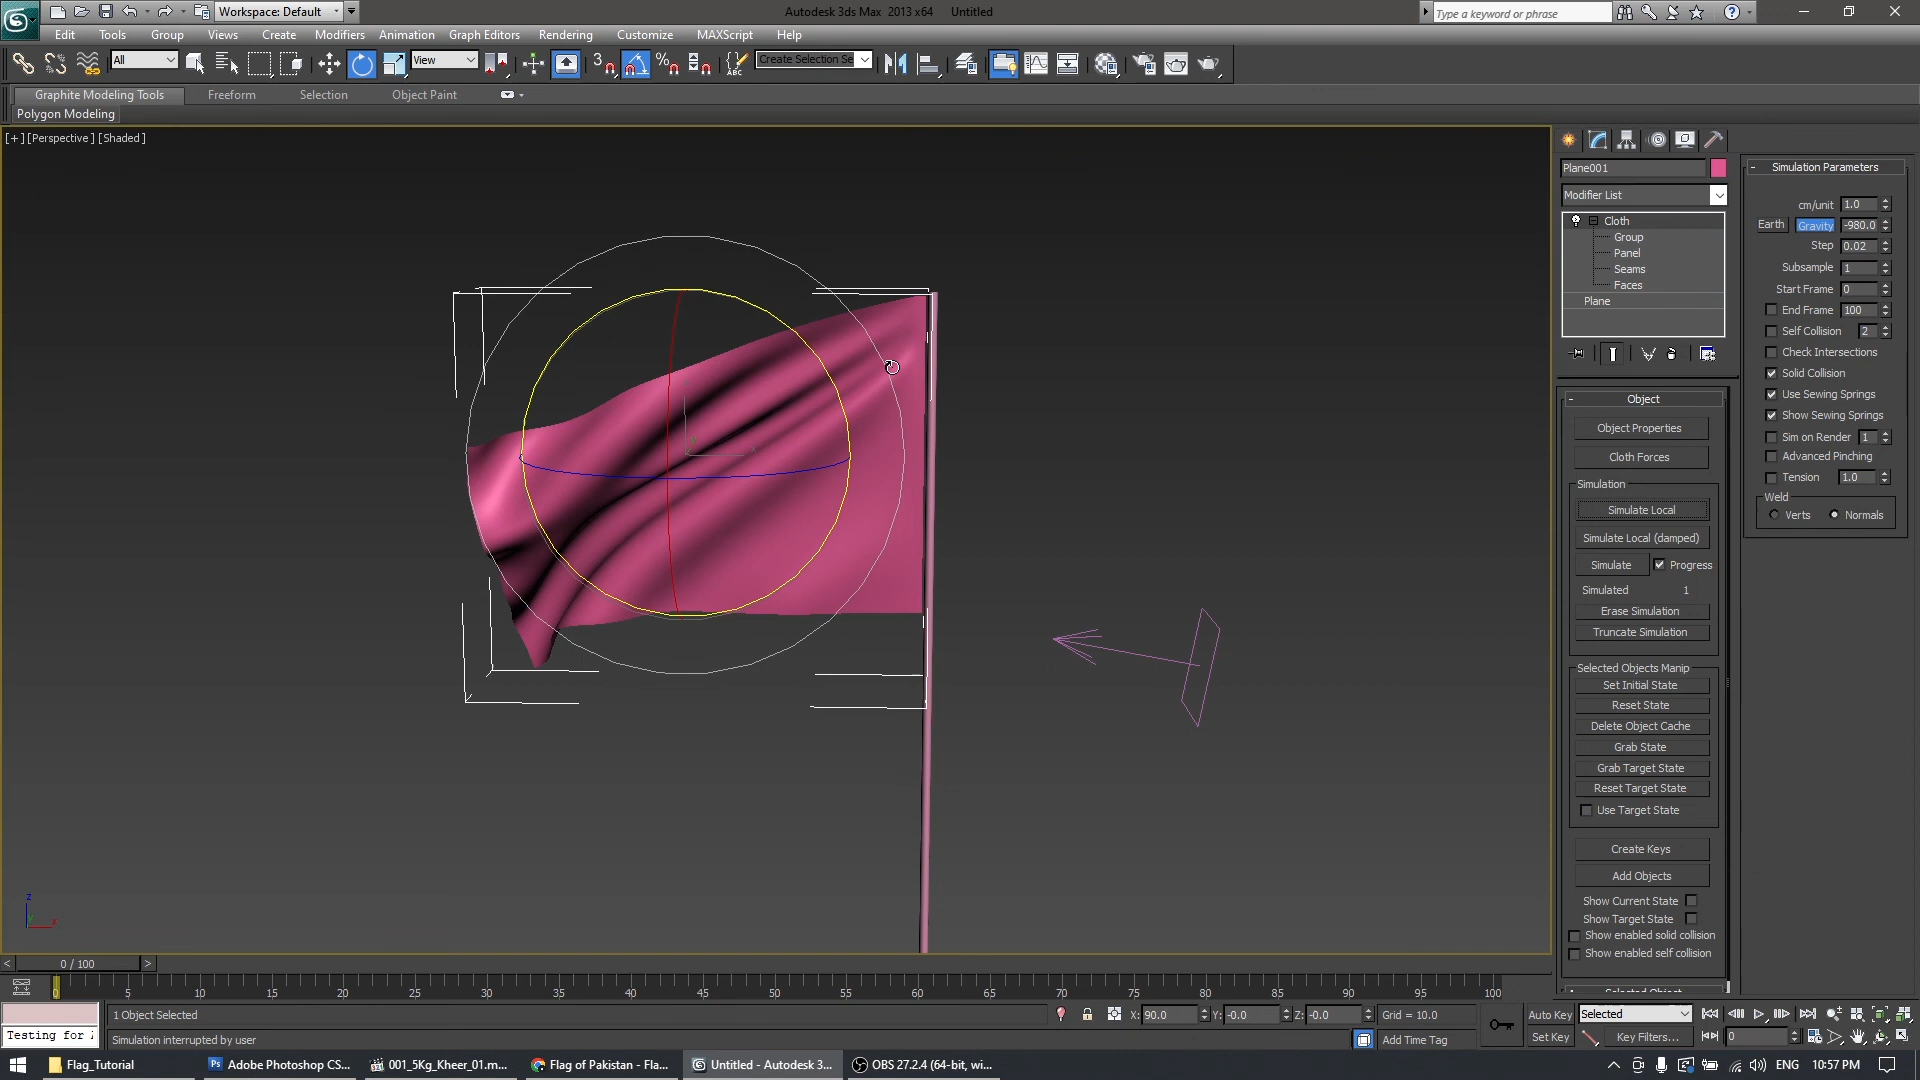 Workspace: Default
Autodesk 3ds Max 2013 x64 Untitled
Type a keyword or phrase
Edit Tools Group Views Create Modifiers Animation Graph Editors Rendering Customize MAXScript Help
All
View
3
%
ABC
Create Selection Se
Graphite Modeling Tools Freeform Selection Object Paint
Polygon Modeling
[+] [Perspective] [Shaded]
Plane001
Modifier List
Cloth
Group
Panel
Seams
Faces
Plane
Simulation Parameters
cm/unit 1.0
Earth Gravity -980.0
Step 0.02
Subsample 1
Start Frame 0
End Frame 100
Self Collision 2
Check Intersections
Solid Collision
Use Sewing Springs
Show Sewing Springs
Sim on Render 1
Advanced Pinching
Tension 1.0
Weld
Verts Normals
Object
Object Properties
Cloth Forces
Simulation
Simulate Local
Simulate Local (damped)
Simulate Progress
Simulated 1
Erase Simulation
Truncate Simulation
Selected Objects Manip
Set Initial State
Reset State
Delete Object Cache
Grab State
Grab Target State
Reset Target State
Use Target State
Create Keys
Add Objects
Show Current State
Show Target State
Show enabled solid collision
Show enabled self collision
z
y
x
< 0 / 100 >
0 5 10 15 20 25 30 35 40 45 50 55 60 65 70 75 80 85 90 95 100
1 Object Selected
X: 90.0 Y: -0.0 Z: -0.0 Grid = 10.0
Auto Key Selected
Testing for
Simulation interrupted by user
Add Time Tag
Set Key Key Filters... 0
Flag_Tutorial
Adobe Photoshop CS...
001_5Kg_Kheer_01.m...
Flag of Pakistan - Fla...
Untitled - Autodesk 3...
OBS 27.2.4 (64-bit, wi...
ENG 10:57 PM